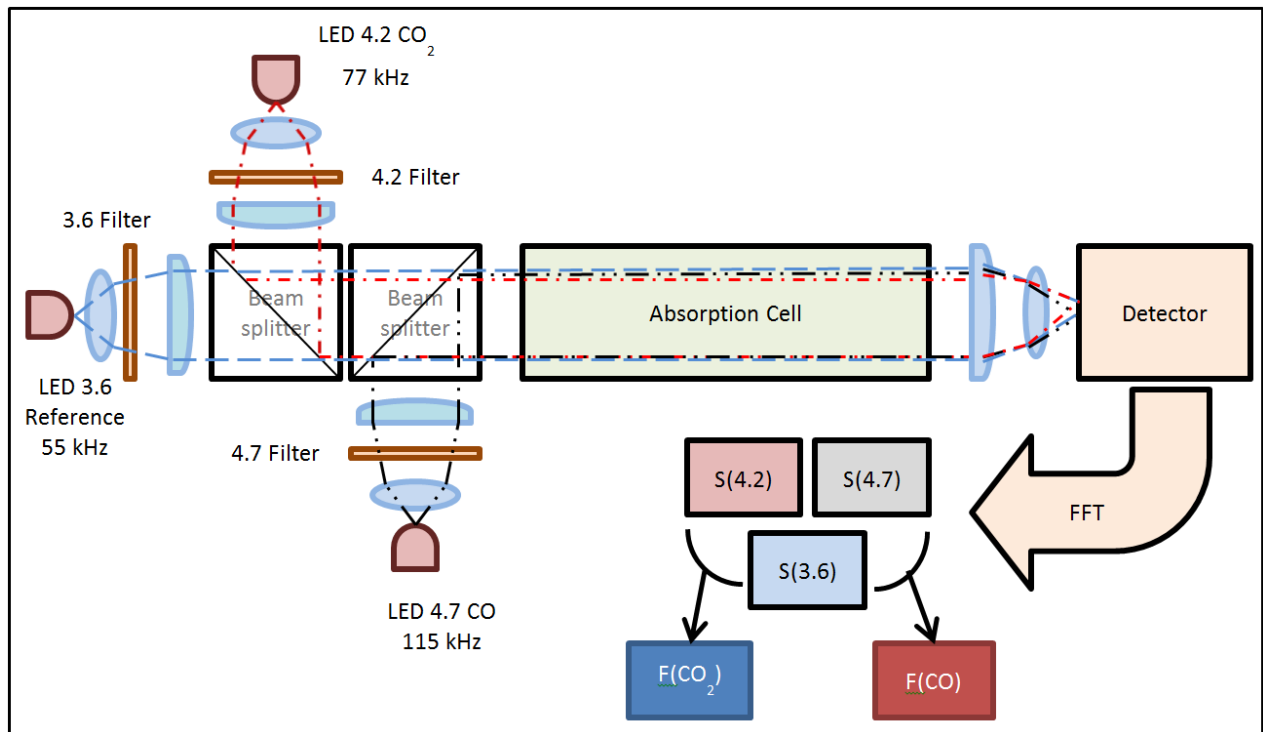 LED 4.2 CO₂
77 kHz
4.2 Filter
3.6 Filter
Beam
splitter
Beam
splitter
Absorption Cell
Detector
LED 3.6
Reference
55 kHz
4.7 Filter
LED 4.7 CO
115 kHz
S(4.2)
S(4.7)
FFT
S(3.6)
F(CO₂)
F(CO)